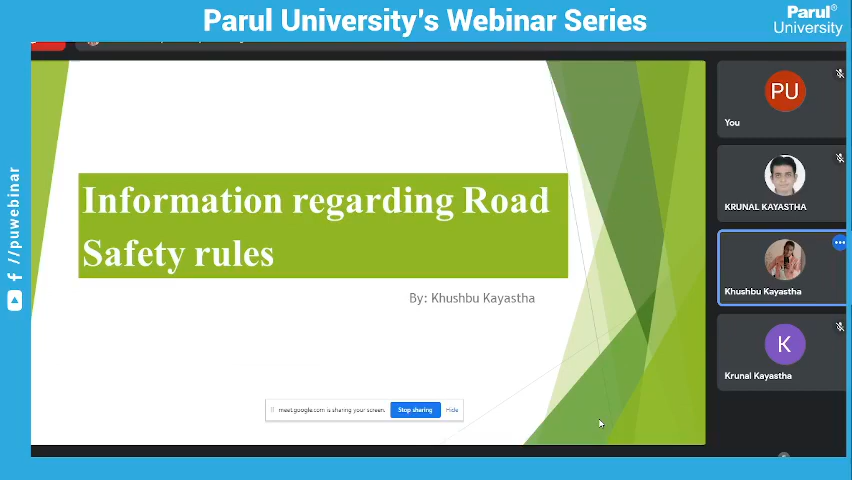 Parul University's Webinar Series
Parul®
University
f //puwebinar
Information regarding Road
Safety rules
By: Khushbu Kayastha
meet.google.com is sharing your screen.
Stop sharing
Hide
PU
You
KRUNAL KAYASTHA
Khushbu Kayastha
K
Krunal Kayastha